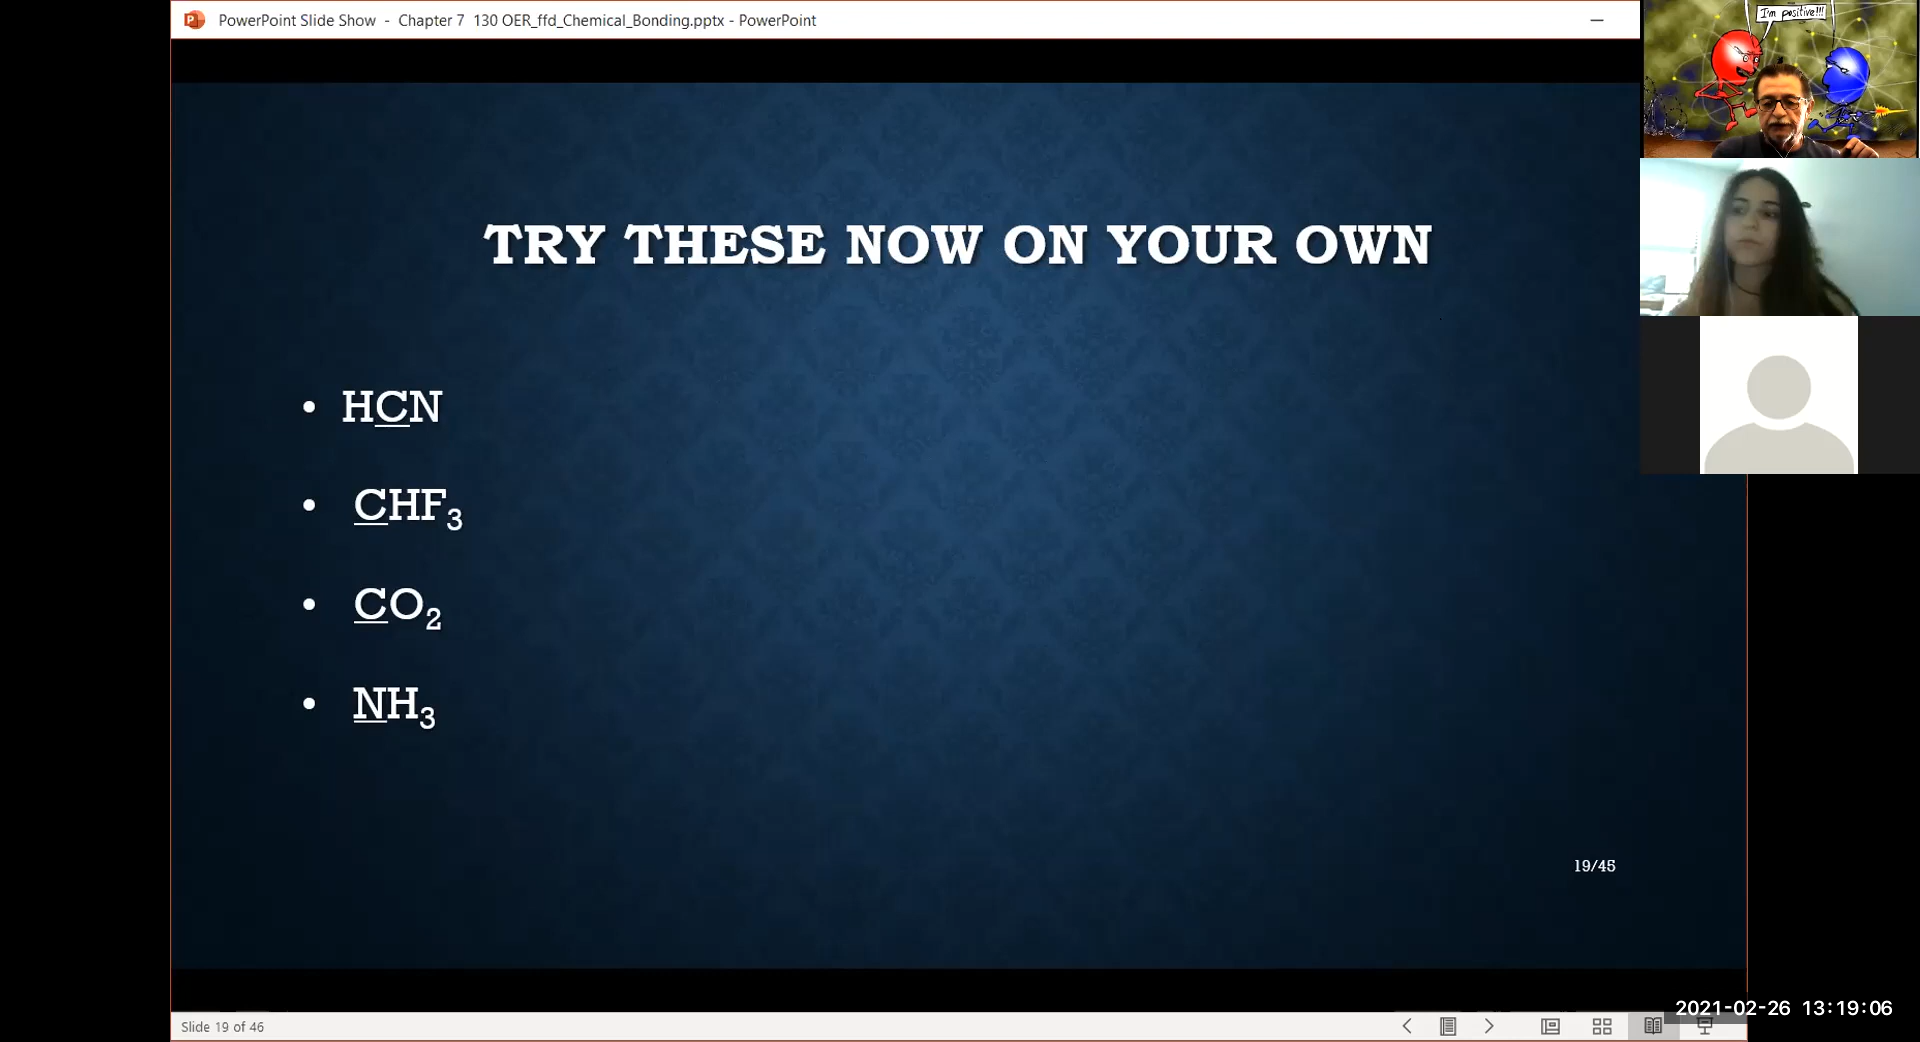 PowerPoint Slide Show - Chapter 7 130 OER_ffd_Chemical_Bonding.pptx - PowerPoint
I'm positive!!!
TRY THESE NOW ON YOUR OWN
• HCN
• CHF₃
• CO₂
• NH₃
19/45
2021-02-26 13:19:06
Slide 19 of 46